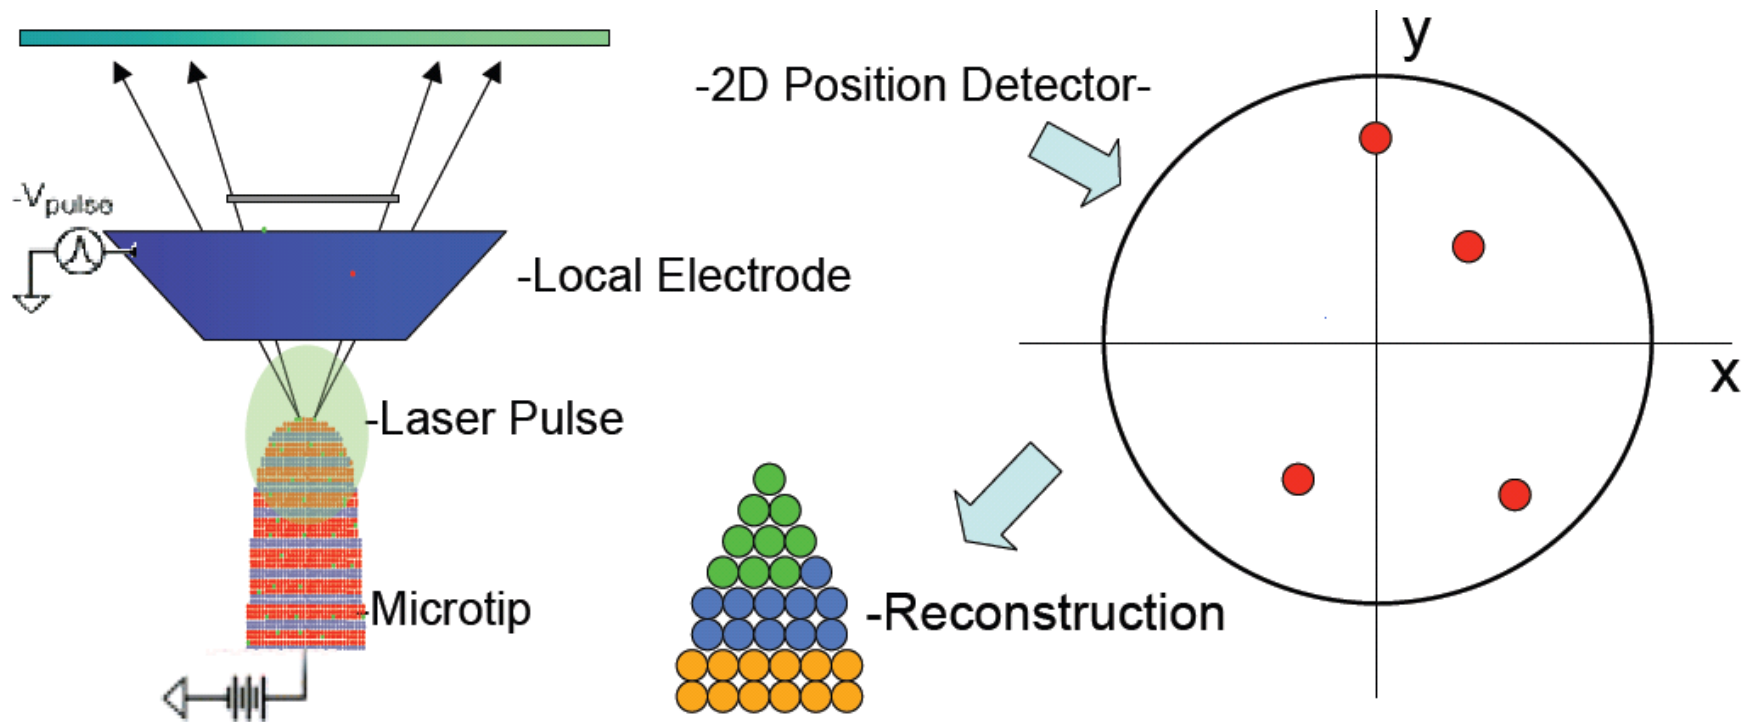 y
-2D Position Detector-
-Vpulse
-Local Electrode
x
-Laser Pulse
-Microtip
-Reconstruction